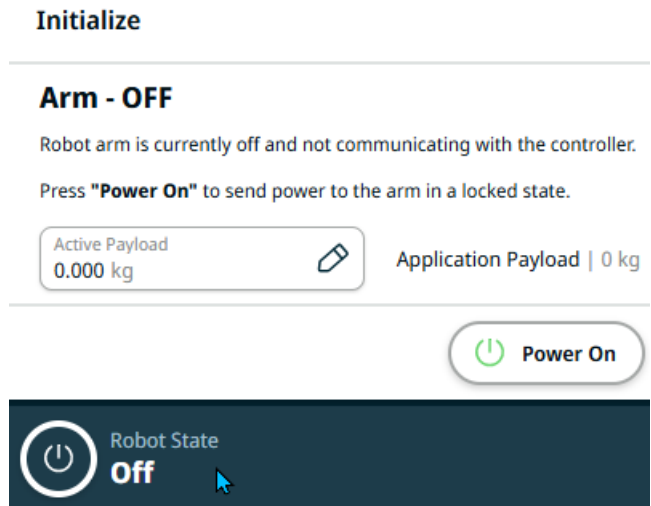 Initialize
Arm - OFF
Robot arm is currently off and not communicating with the controller.
Press "Power On" to send power to the arm in a locked state.
Active Payload
0.000 kg
Application Payload | 0 kg
Power On
Robot State
Off